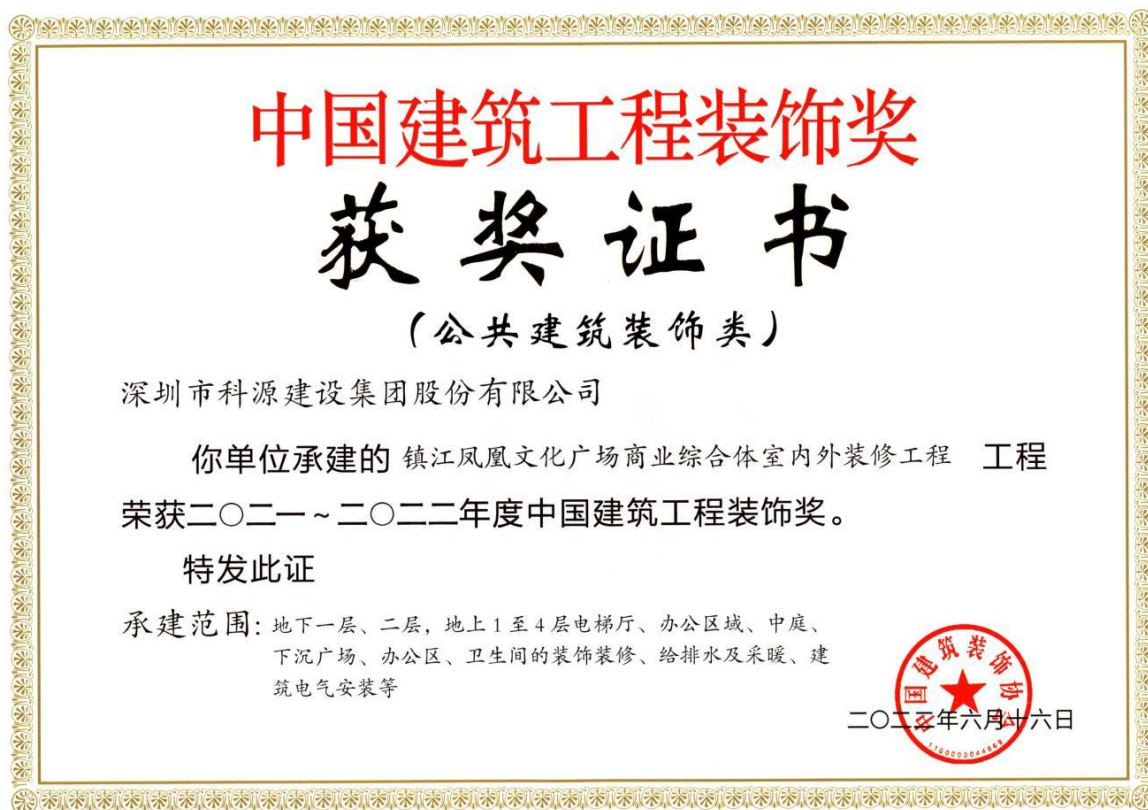 中国建筑工程装饰奖
获奖证书
(公共建筑装饰类)
深圳市科源建设集团股份有限公司
你单位承建的 镇江凤凰文化广场商业综合体室内外装修工程 工程
荣获二〇二一~二〇二二年度中国建筑工程装饰奖。
特发此证
承建范围: 地下一层、二层, 地上1至4层电梯厅、办公区域、中庭、
下沉广场、办公区、卫生间的装饰装修、给排水及采暖、建
筑电气安装等
中国建筑装饰协会
二〇二三年六月十六日
1100000044869